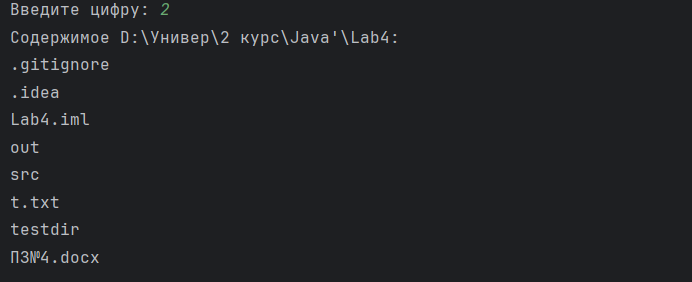 Введите цифру: 2
Содержимое D:\Универ\2 курс\Java'\Lab4:
.gitignore
.idea
Lab4.iml
out
src
t.txt
testdir
ПЗ№4.docx